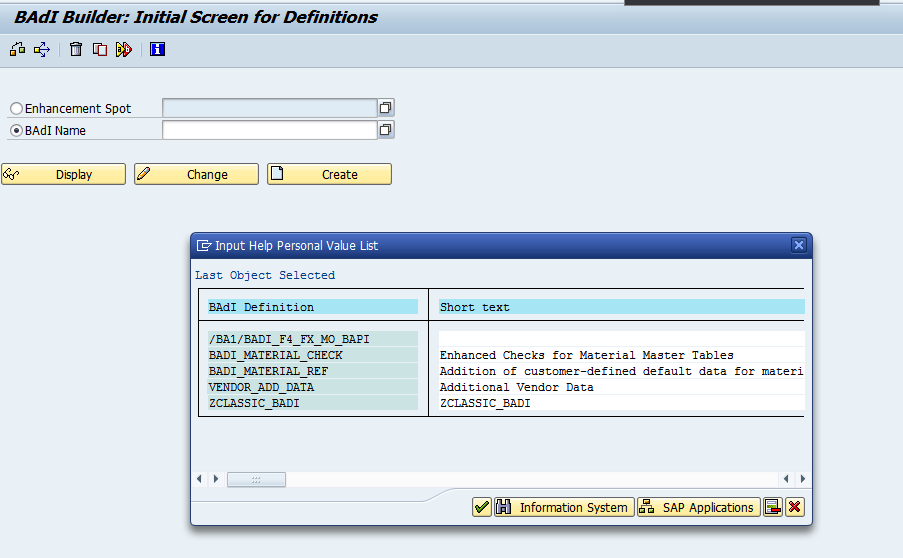 BAdI Builder: Initial Screen for Definitions
Enhancement Spot
BAdI Name
Display Change Create
Input Help Personal Value List
Last Object Selected
BAdI Definition Short text
/BA1/BADI_F4_FX_MO_BAPI
BADI_MATERIAL_CHECK Enhanced Checks for Material Master Tables
BADI_MATERIAL_REF Addition of customer-defined default data for materi
VENDOR_ADD_DATA Additional Vendor Data
ZCLASSIC_BADI ZCLASSIC_BADI
Information System SAP Applications